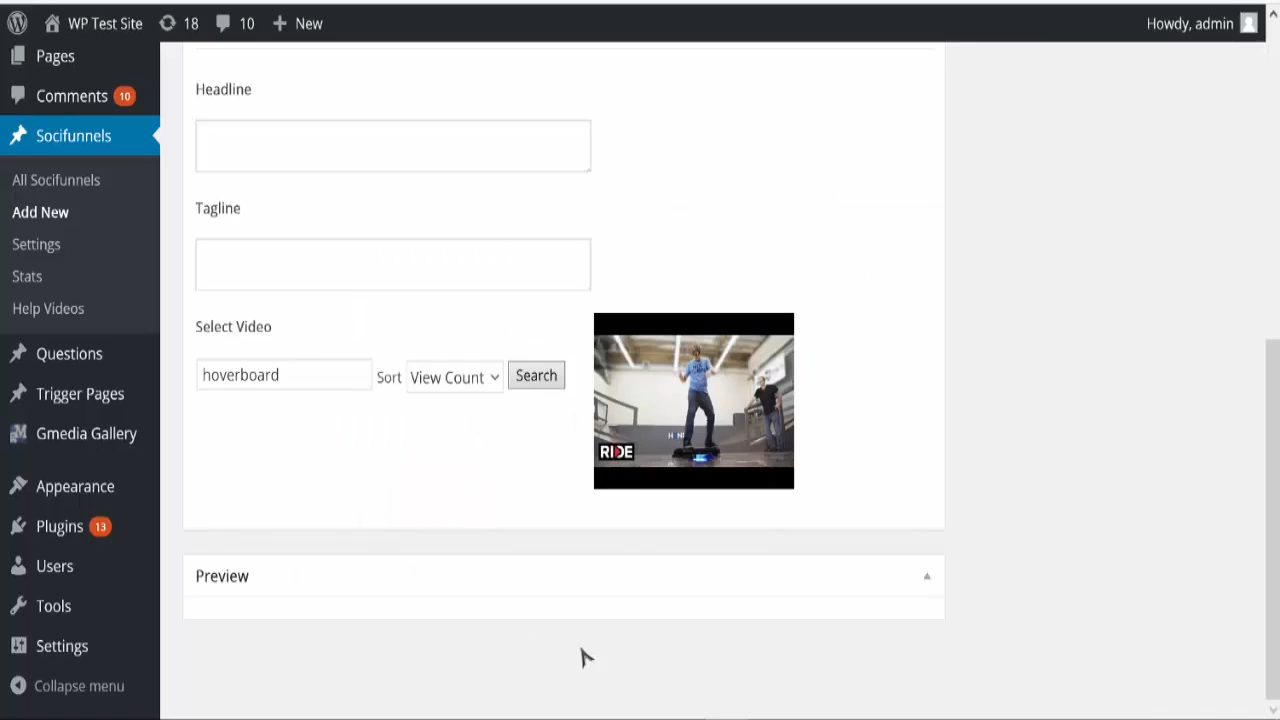 WP Test Site 18 10 New Howdy, admin
Pages
Comments 10
Socifunnels
All Socifunnels
Add New
Settings
Stats
Help Videos
Questions
Trigger Pages
Gmedia Gallery
Appearance
Plugins 13
Users
Tools
Settings
Collapse menu
Headline
Tagline
Select Video
hoverboard Sort View Count Search
RIDE
Preview